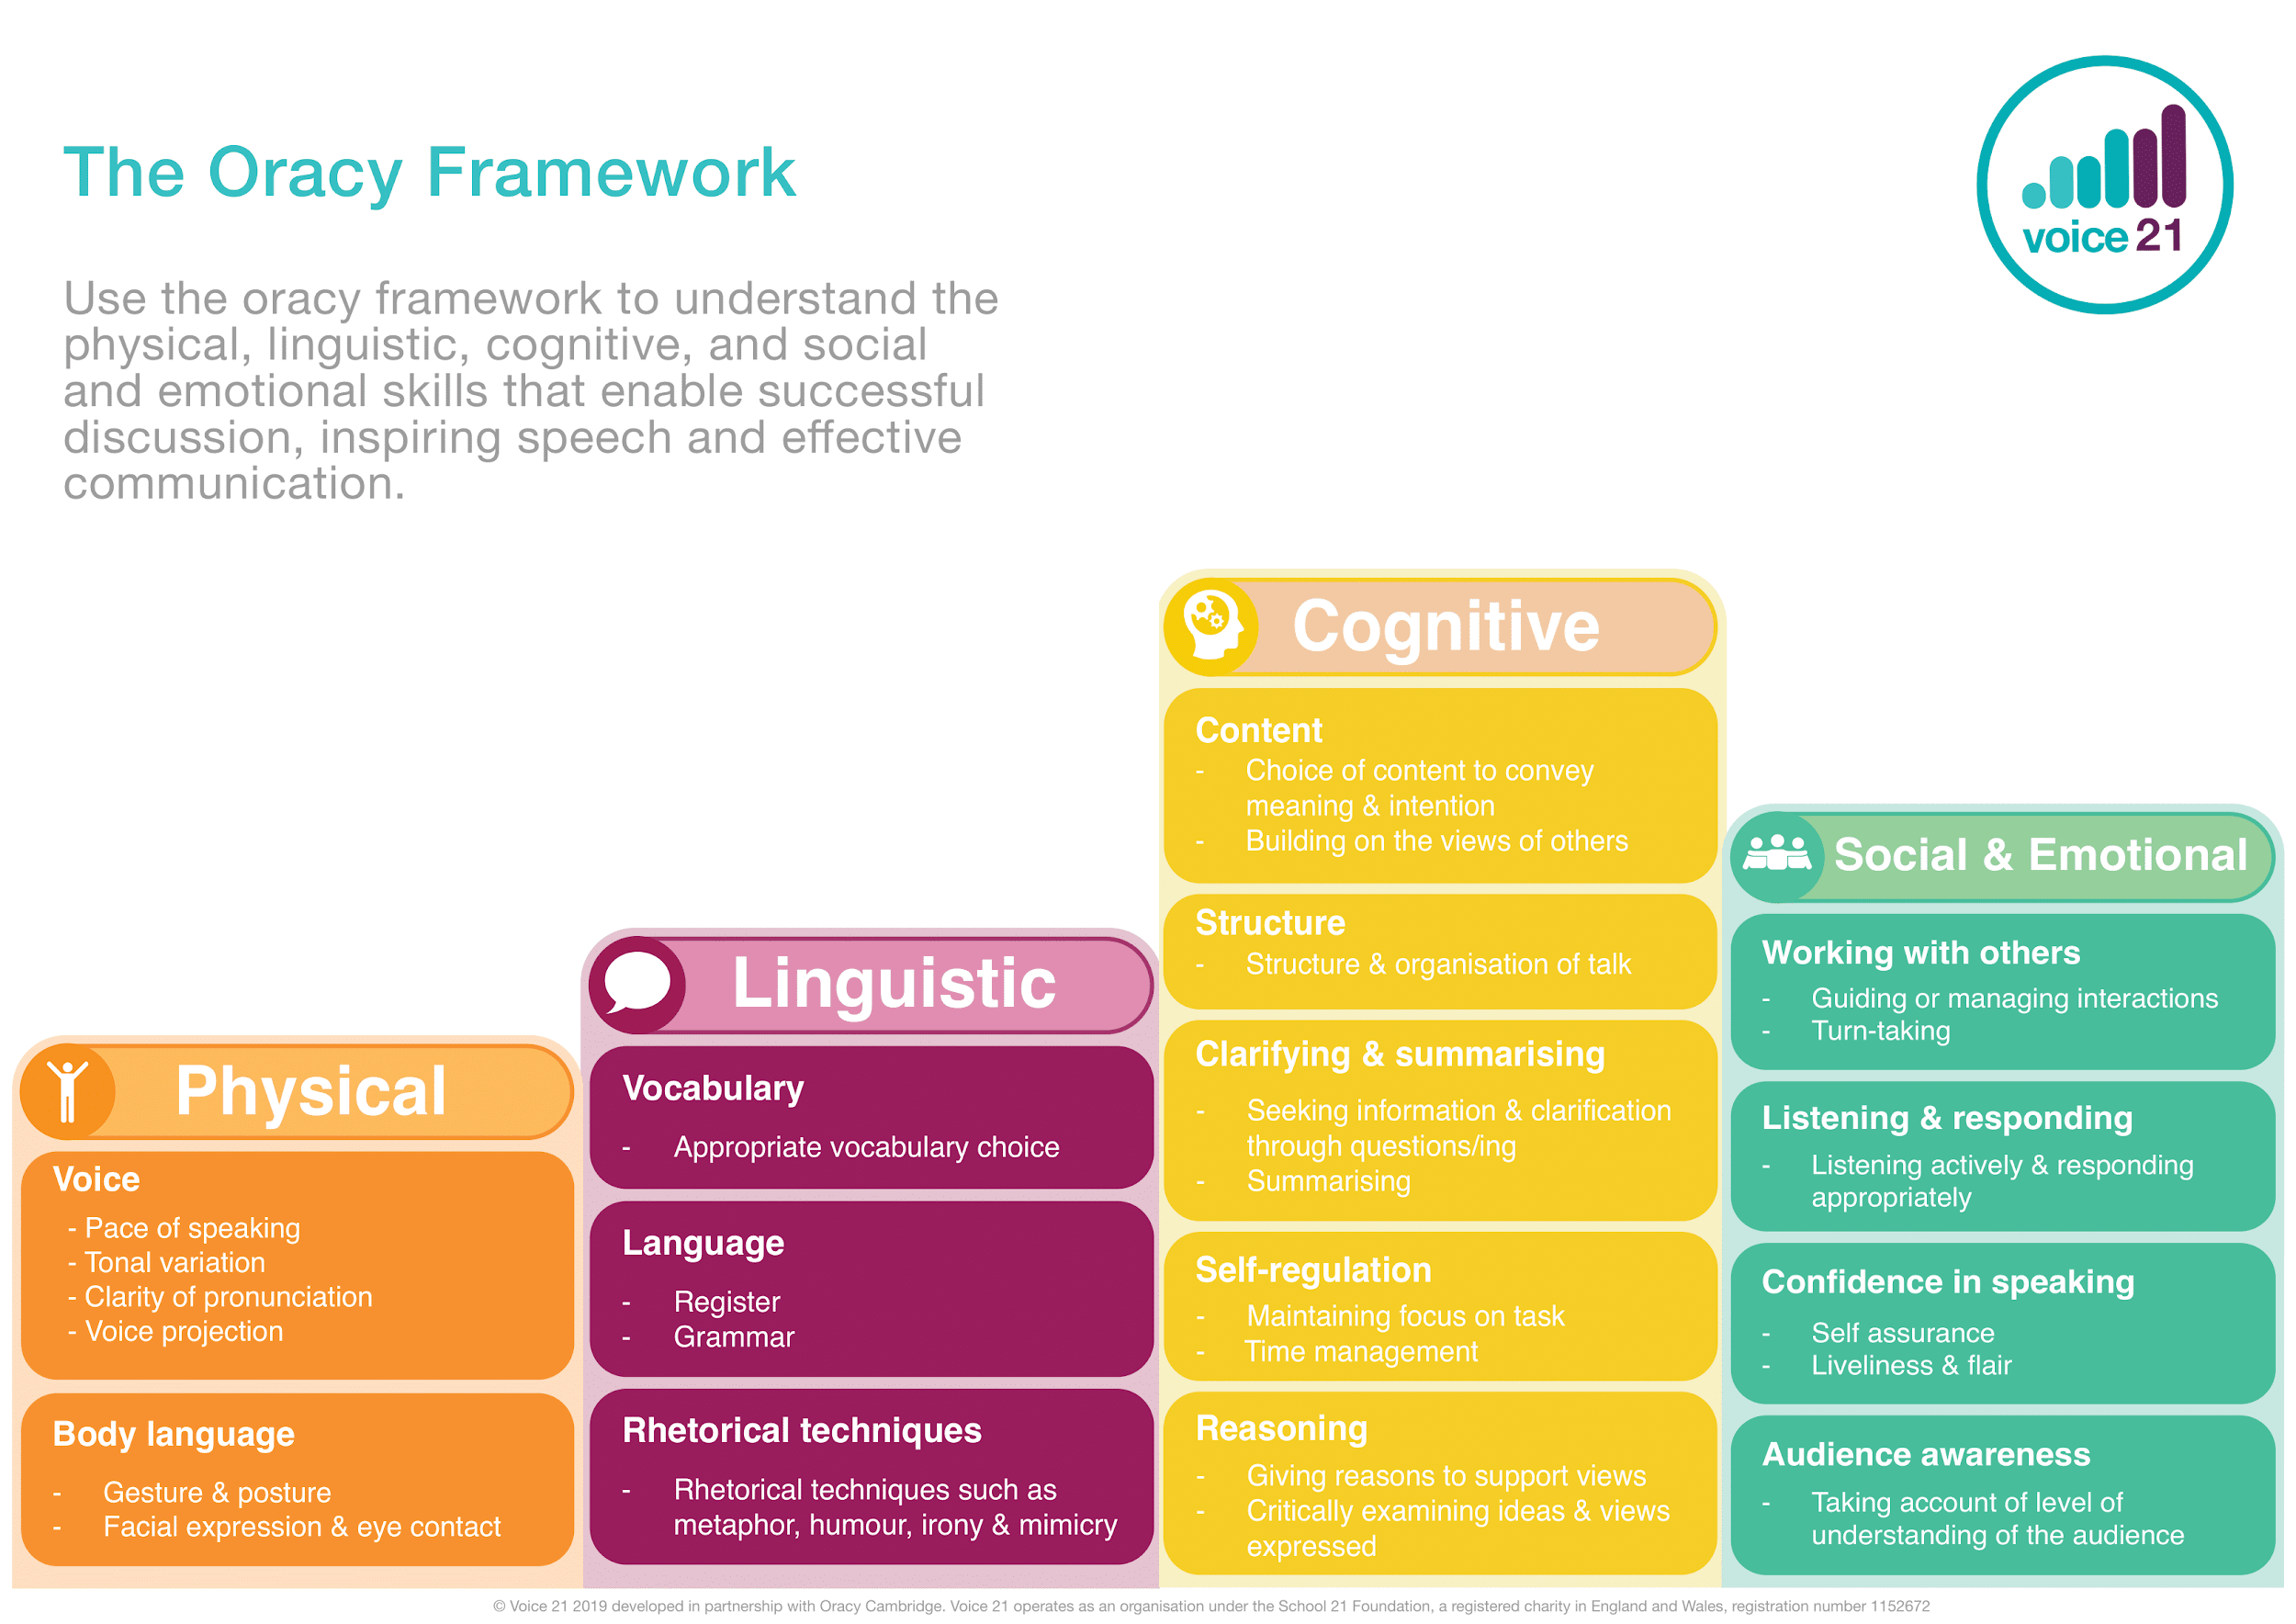 The Oracy Framework
voice 21
Use the oracy framework to understand the
physical, linguistic, cognitive, and social
and emotional skills that enable successful
discussion, inspiring speech and effective
communication.
Physical
Voice
- Pace of speaking
- Tonal variation
- Clarity of pronunciation
- Voice projection
Body language
- Gesture & posture
- Facial expression & eye contact
Linguistic
Vocabulary
- Appropriate vocabulary choice
Language
- Register
- Grammar
Rhetorical techniques
- Rhetorical techniques such as
metaphor, humour, irony & mimicry
Cognitive
Content
- Choice of content to convey
meaning & intention
- Building on the views of others
Structure
- Structure & organisation of talk
Clarifying & summarising
- Seeking information & clarification
through questions/ing
- Summarising
Self-regulation
- Maintaining focus on task
- Time management
Reasoning
- Giving reasons to support views
- Critically examining ideas & views
expressed
Social & Emotional
Working with others
- Guiding or managing interactions
- Turn-taking
Listening & responding
- Listening actively & responding
appropriately
Confidence in speaking
- Self assurance
- Liveliness & flair
Audience awareness
- Taking account of level of
understanding of the audience
© Voice 21 2019 developed in partnership with Oracy Cambridge. Voice 21 operates as an organisation under the School 21 Foundation, a registered charity in England and Wales, registration number 1152672